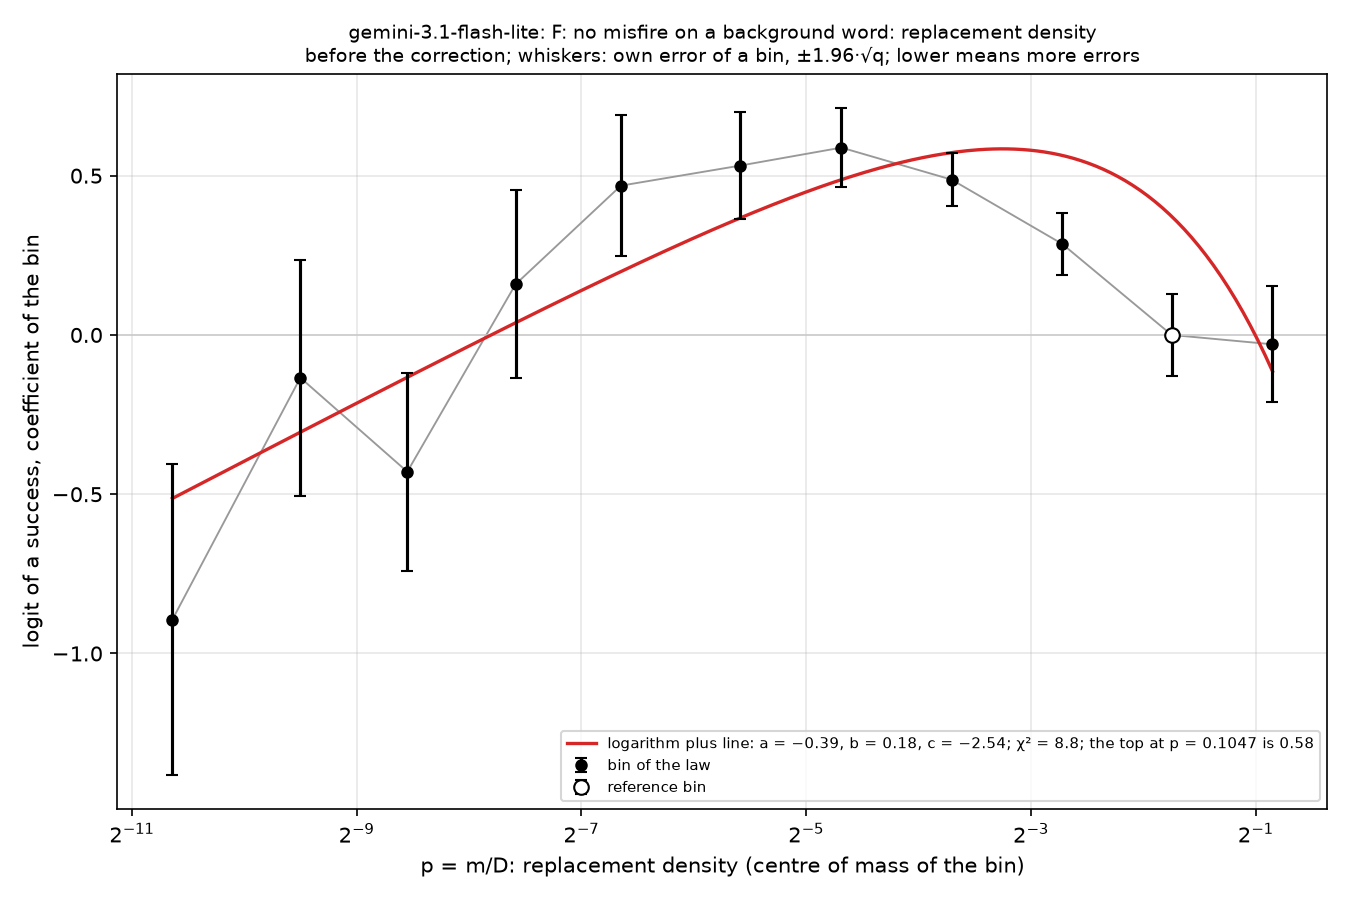 gemini-3.1-flash-lite: F: no misfire on a background word: replacement density
before the correction; whiskers: own error of a bin, ±1.96·√q; lower means more errors
logit of a success, coefficient of the bin
0.5
0.0
−0.5
−1.0
2⁻¹¹
2⁻⁹
2⁻⁷
2⁻⁵
2⁻³
2⁻¹
p = m/D: replacement density (centre of mass of the bin)
logarithm plus line: a = −0.39, b = 0.18, c = −2.54; χ² = 8.8; the top at p = 0.1047 is 0.58
bin of the law
reference bin